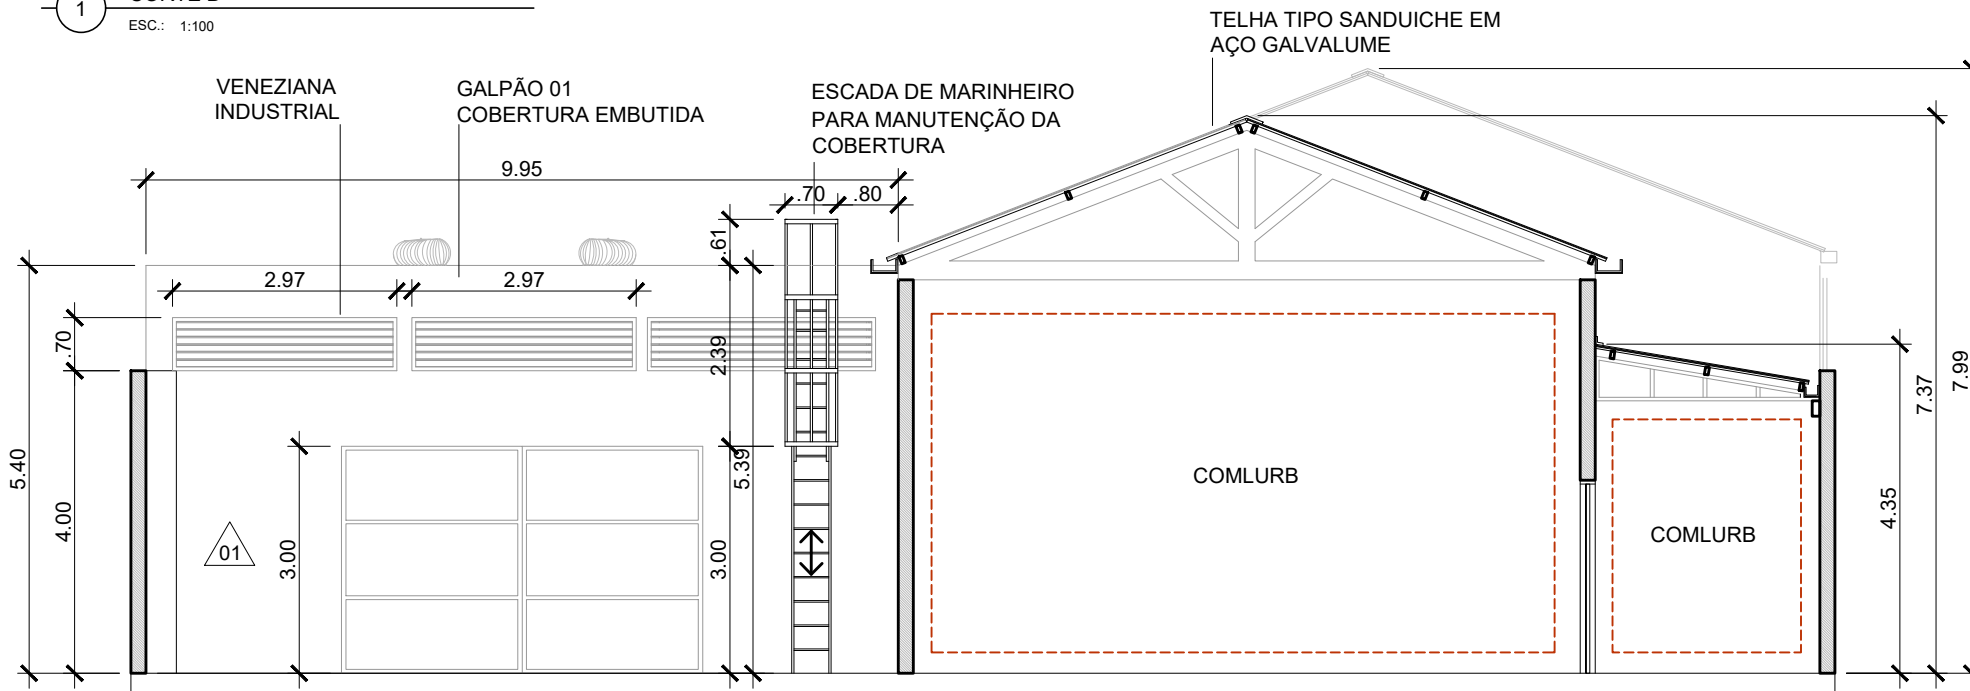 1
ESC.: 1:100
TELHA TIPO SANDUICHE EM
AÇO GALVALUME
VENEZIANA
INDUSTRIAL
GALPÃO 01
COBERTURA EMBUTIDA
ESCADA DE MARINHEIRO
PARA MANUTENÇÃO DA
COBERTURA
9.95
.70
.80
.61
2.97
2.97
.70
2.39
5.40
4.00
01
3.00
3.00
5.39
COMLURB
COMLURB
4.35
7.37
7.99